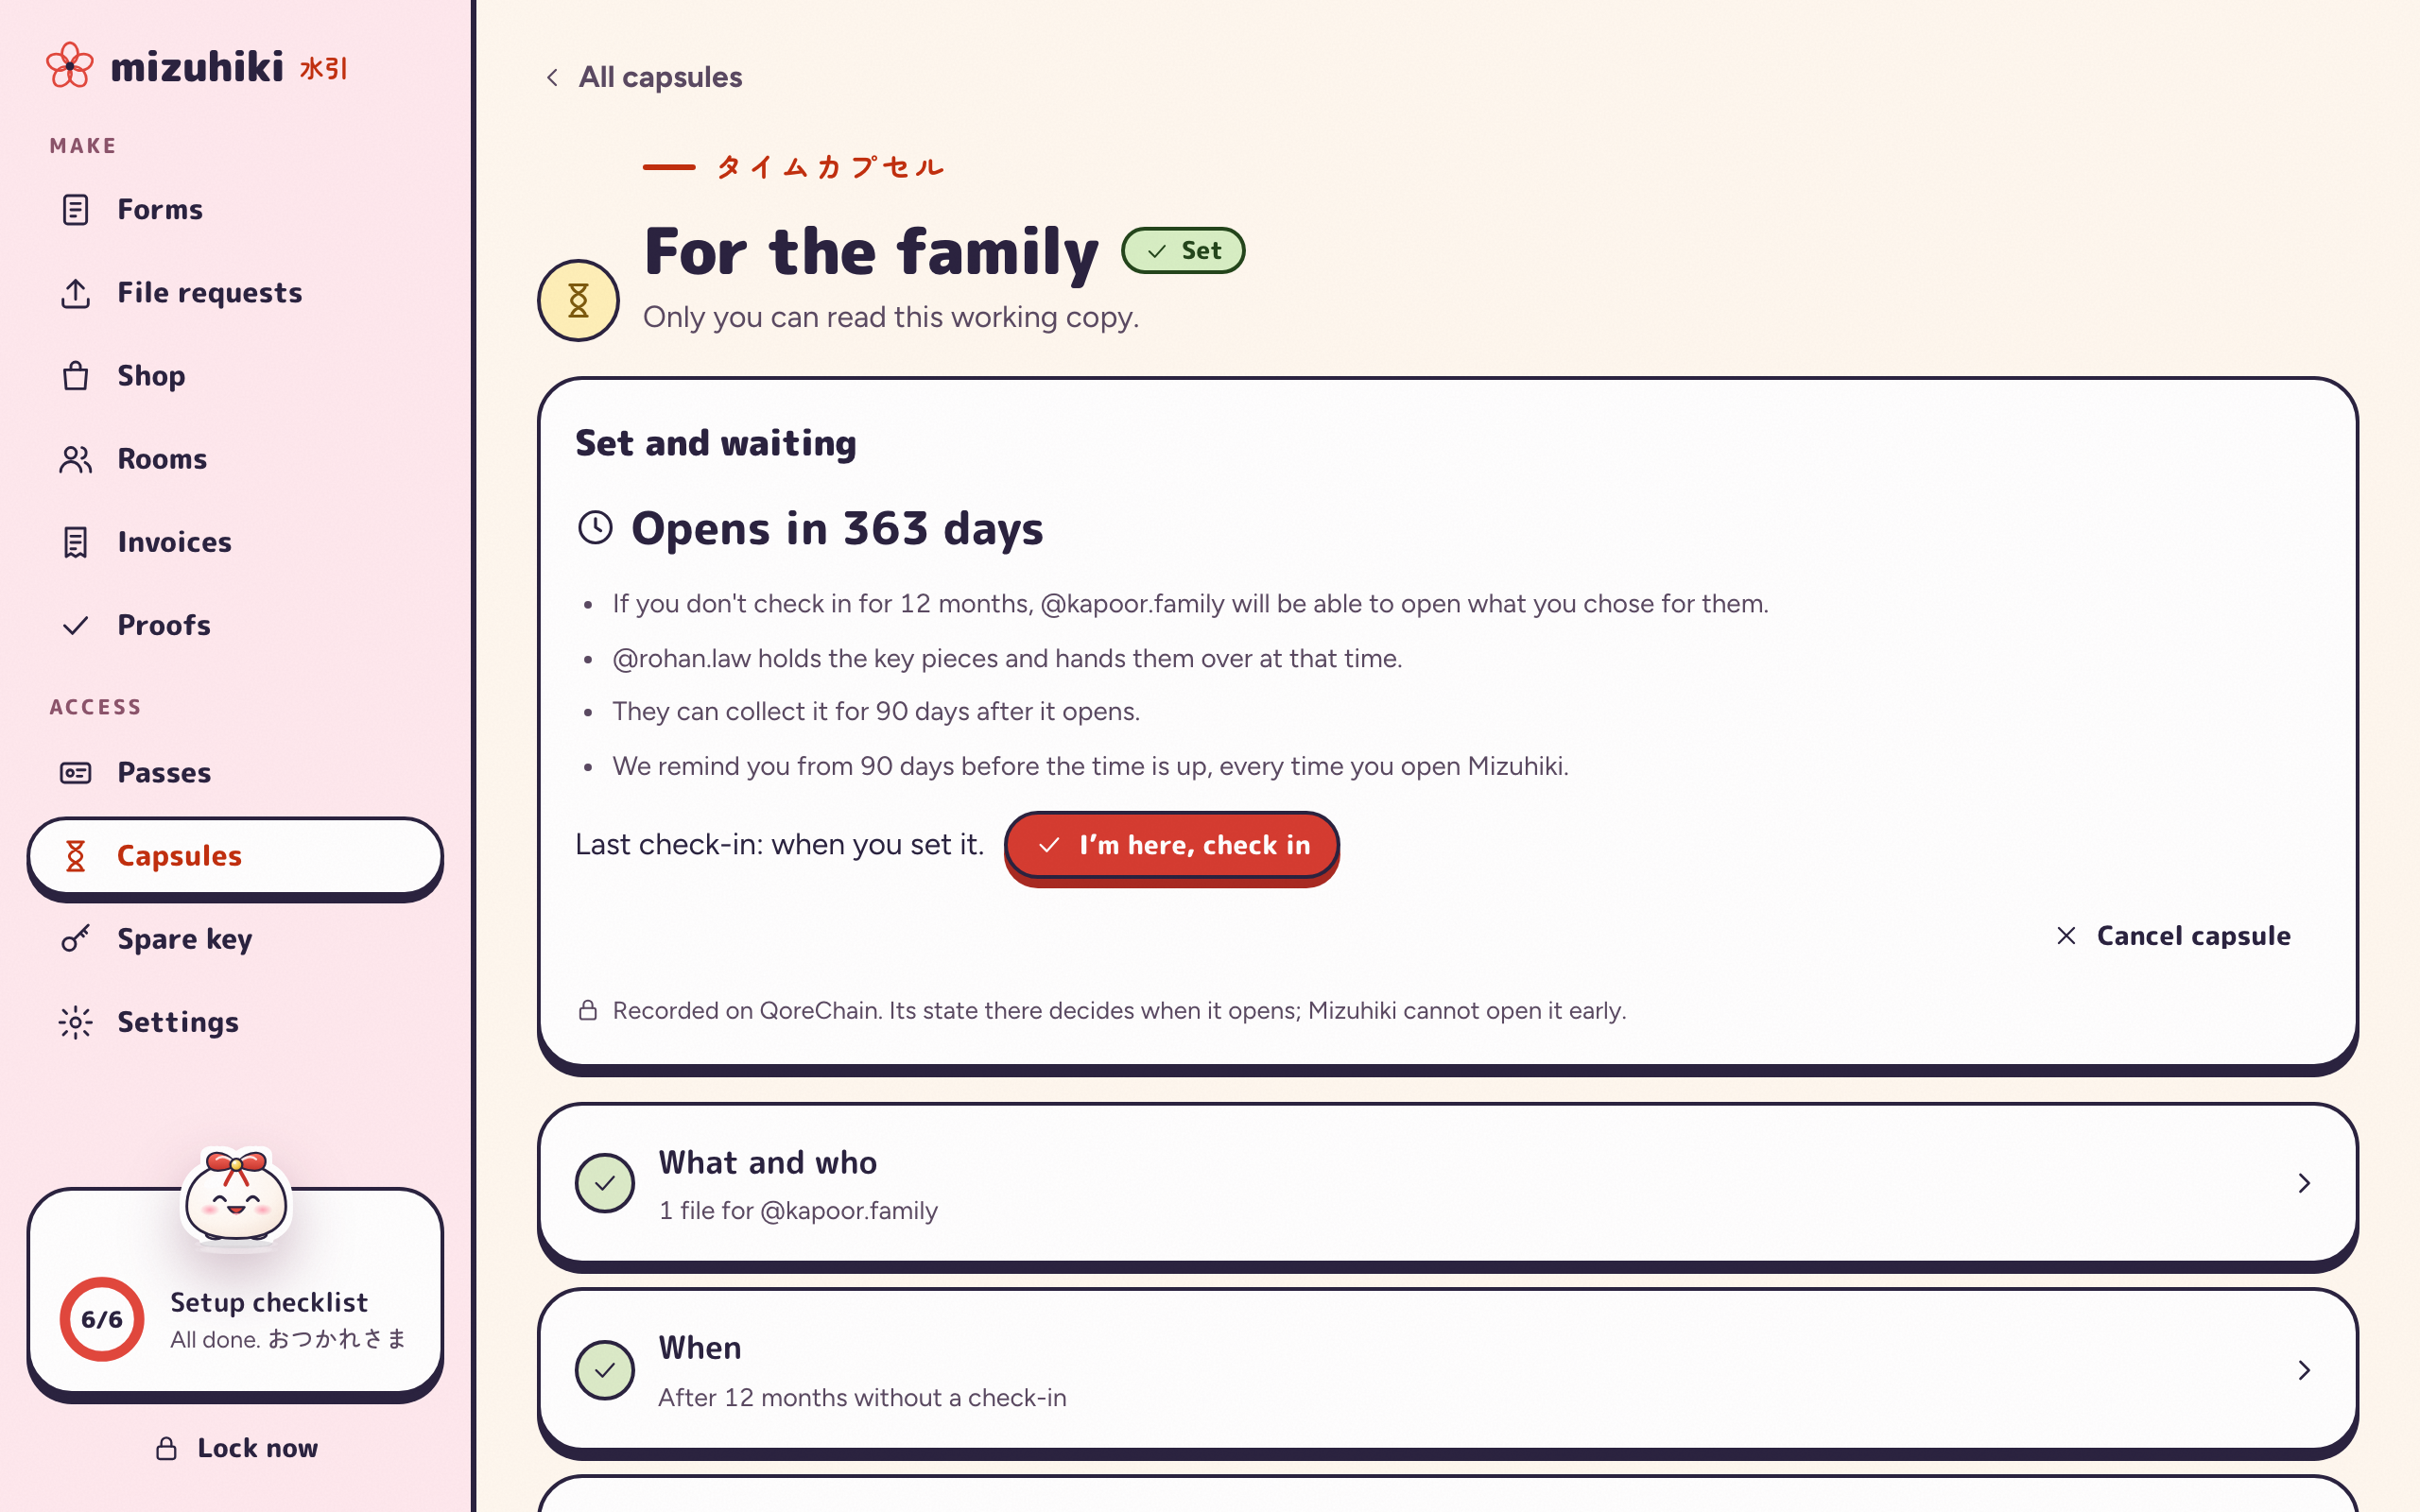 mizuhiki 水引
MAKE
Forms
File requests
Shop
Rooms
Invoices
Proofs
ACCESS
Passes
Capsules
Spare key
Settings
6/6
Setup checklist
All done. おつかれさま
Lock now
All capsules
タイムカプセル
For the family
Set
Only you can read this working copy.
Set and waiting
Opens in 363 days
• If you don't check in for 12 months, @kapoor.family will be able to open what you chose for them.
• @rohan.law holds the key pieces and hands them over at that time.
• They can collect it for 90 days after it opens.
• We remind you from 90 days before the time is up, every time you open Mizuhiki.
Last check-in: when you set it.
I’m here, check in
Cancel capsule
Recorded on QoreChain. Its state there decides when it opens; Mizuhiki cannot open it early.
What and who
1 file for @kapoor.family
When
After 12 months without a check-in